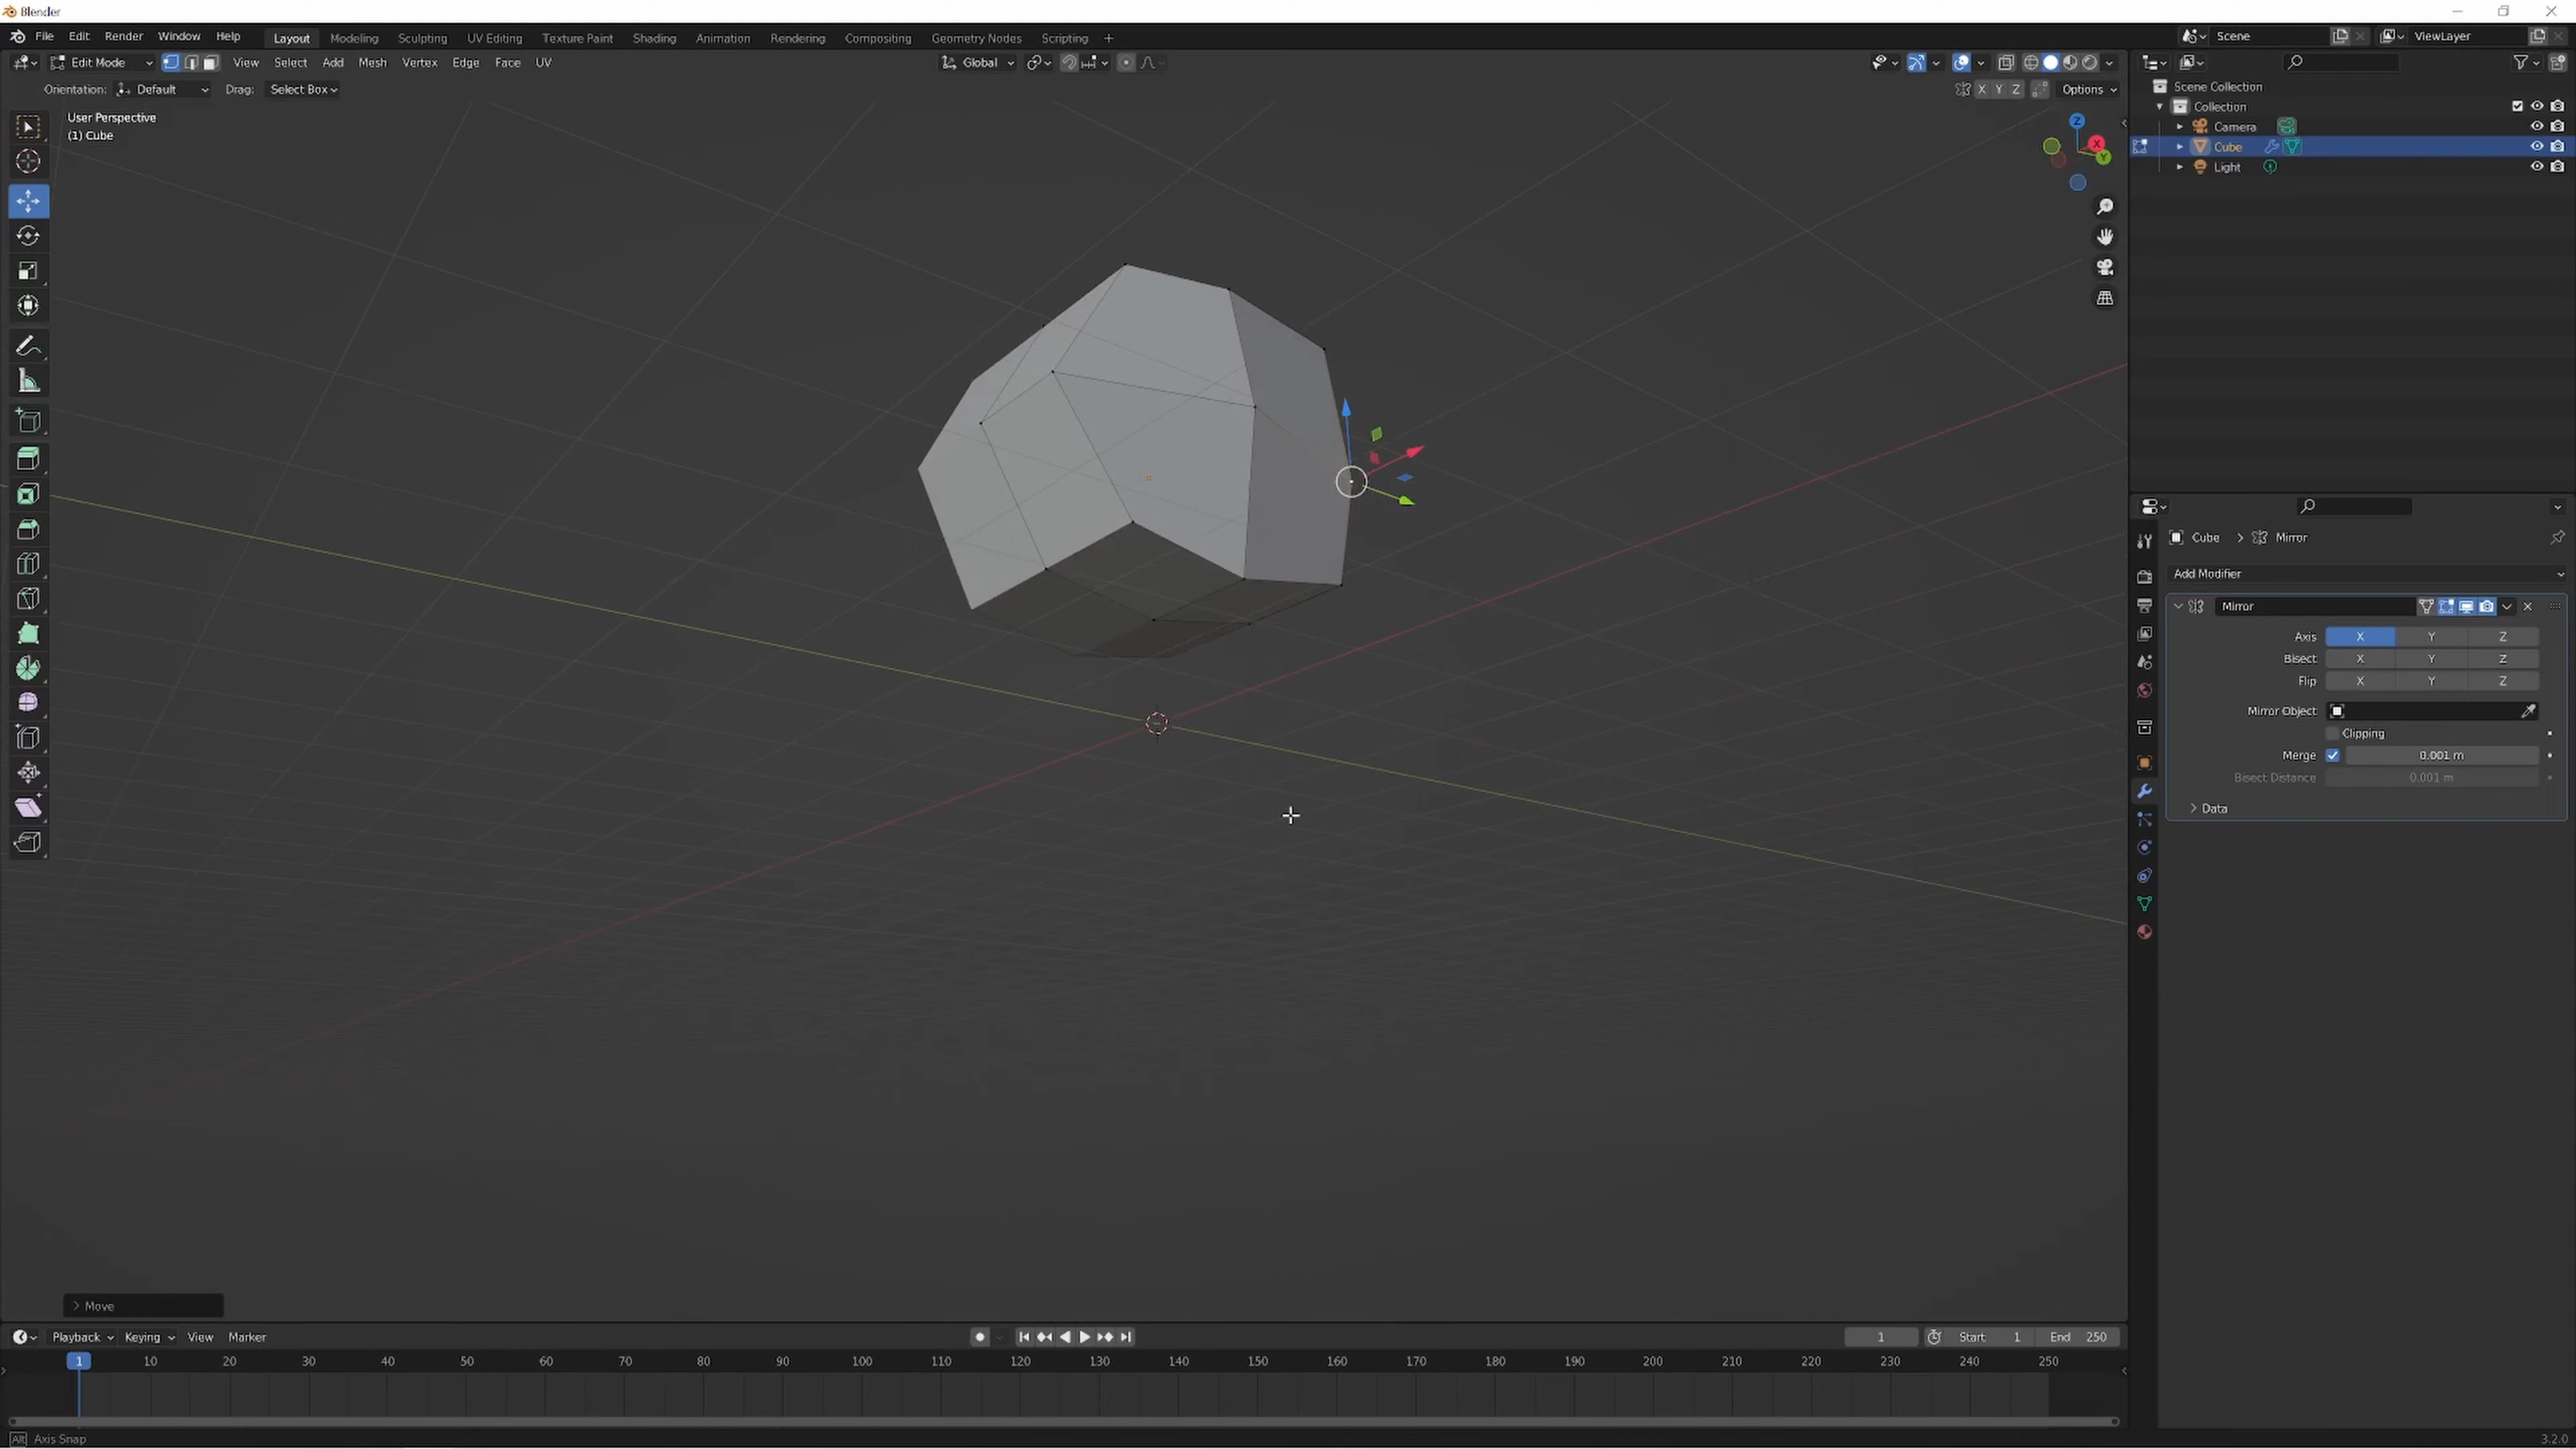 Blender
File Edit Render Window Help Layout Modeling Sculpting UV Editing Texture Paint Shading Animation Rendering Compositing Geometry Nodes Scripting + Scene ViewLayer
Edit Mode View Select Add Mesh Vertex Edge Face UV Global
Orientation: Default Drag: Select Box X Y Z Options
User Perspective
(1) Cube
Z
X
Y
Scene Collection
Collection
Camera
Cube
Light
Cube > Mirror
Add Modifier
Mirror
Axis X Y Z
Bisect X Y Z
Flip X Y Z
Mirror Object
Clipping
Merge 0.001 m
Bisect Distance 0.001 m
> Data
> Move
Playback Keying View Marker 1 Start 1 End 250
1 10 20 30 40 50 60 70 80 90 100 110 120 130 140 150 160 170 180 190 200 210 220 230 240 250
Alt Axis Snap
3.2.0